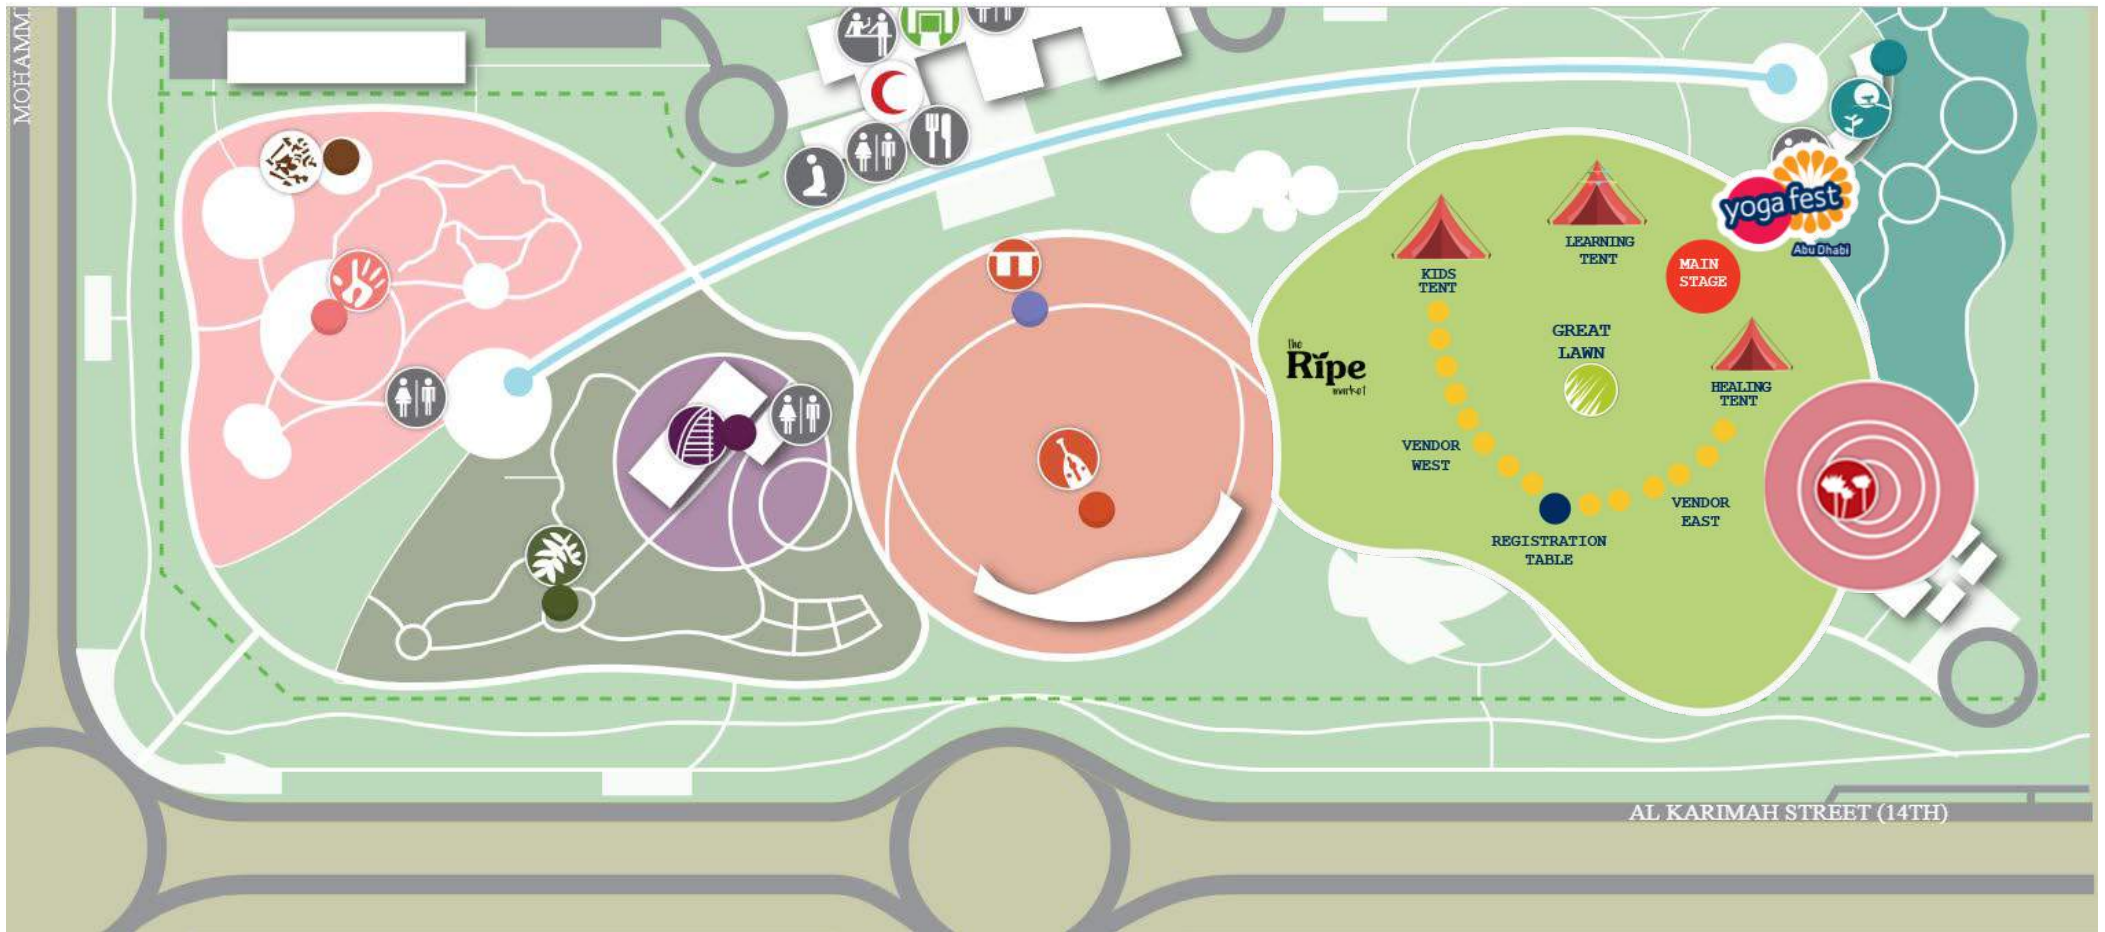 MOHAMM
yoga fest
Abu Dhabi
LEARNING
TENT
MAIN
STAGE
KIDS
TENT
GREAT
LAWN
the
Ripe
market
HEALING
TENT
VENDOR
WEST
VENDOR
EAST
REGISTRATION
TABLE
AL KARIMAH STREET (14TH)